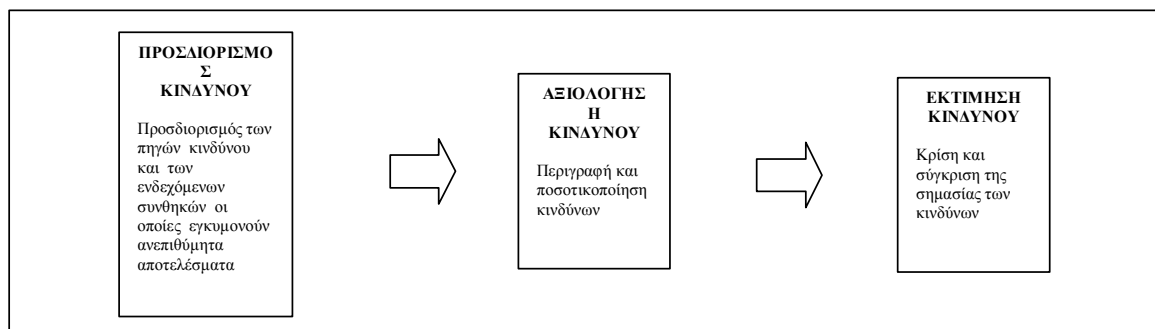 ΠΡΟΣΔΙΟΡΙΣΜΟ
Σ
ΚΙΝΔΥΝΟΥ
Προσδιορισμός των
πηγών κινδύνου
και των
ενδεχόμενων
συνθηκών οι
οποίες εγκυμονούν
ανεπιθύμητα
αποτελέσματα
ΑΞΙΟΛΟΓΗΣ
Η
ΚΙΝΔΥΝΟΥ
Περιγραφή και
ποσοτικοποίηση
κινδύνων
ΕΚΤΙΜΗΣΗ
ΚΙΝΔΥΝΟΥ
Κρίση και
σύγκριση της
σημασίας των
κινδύνων